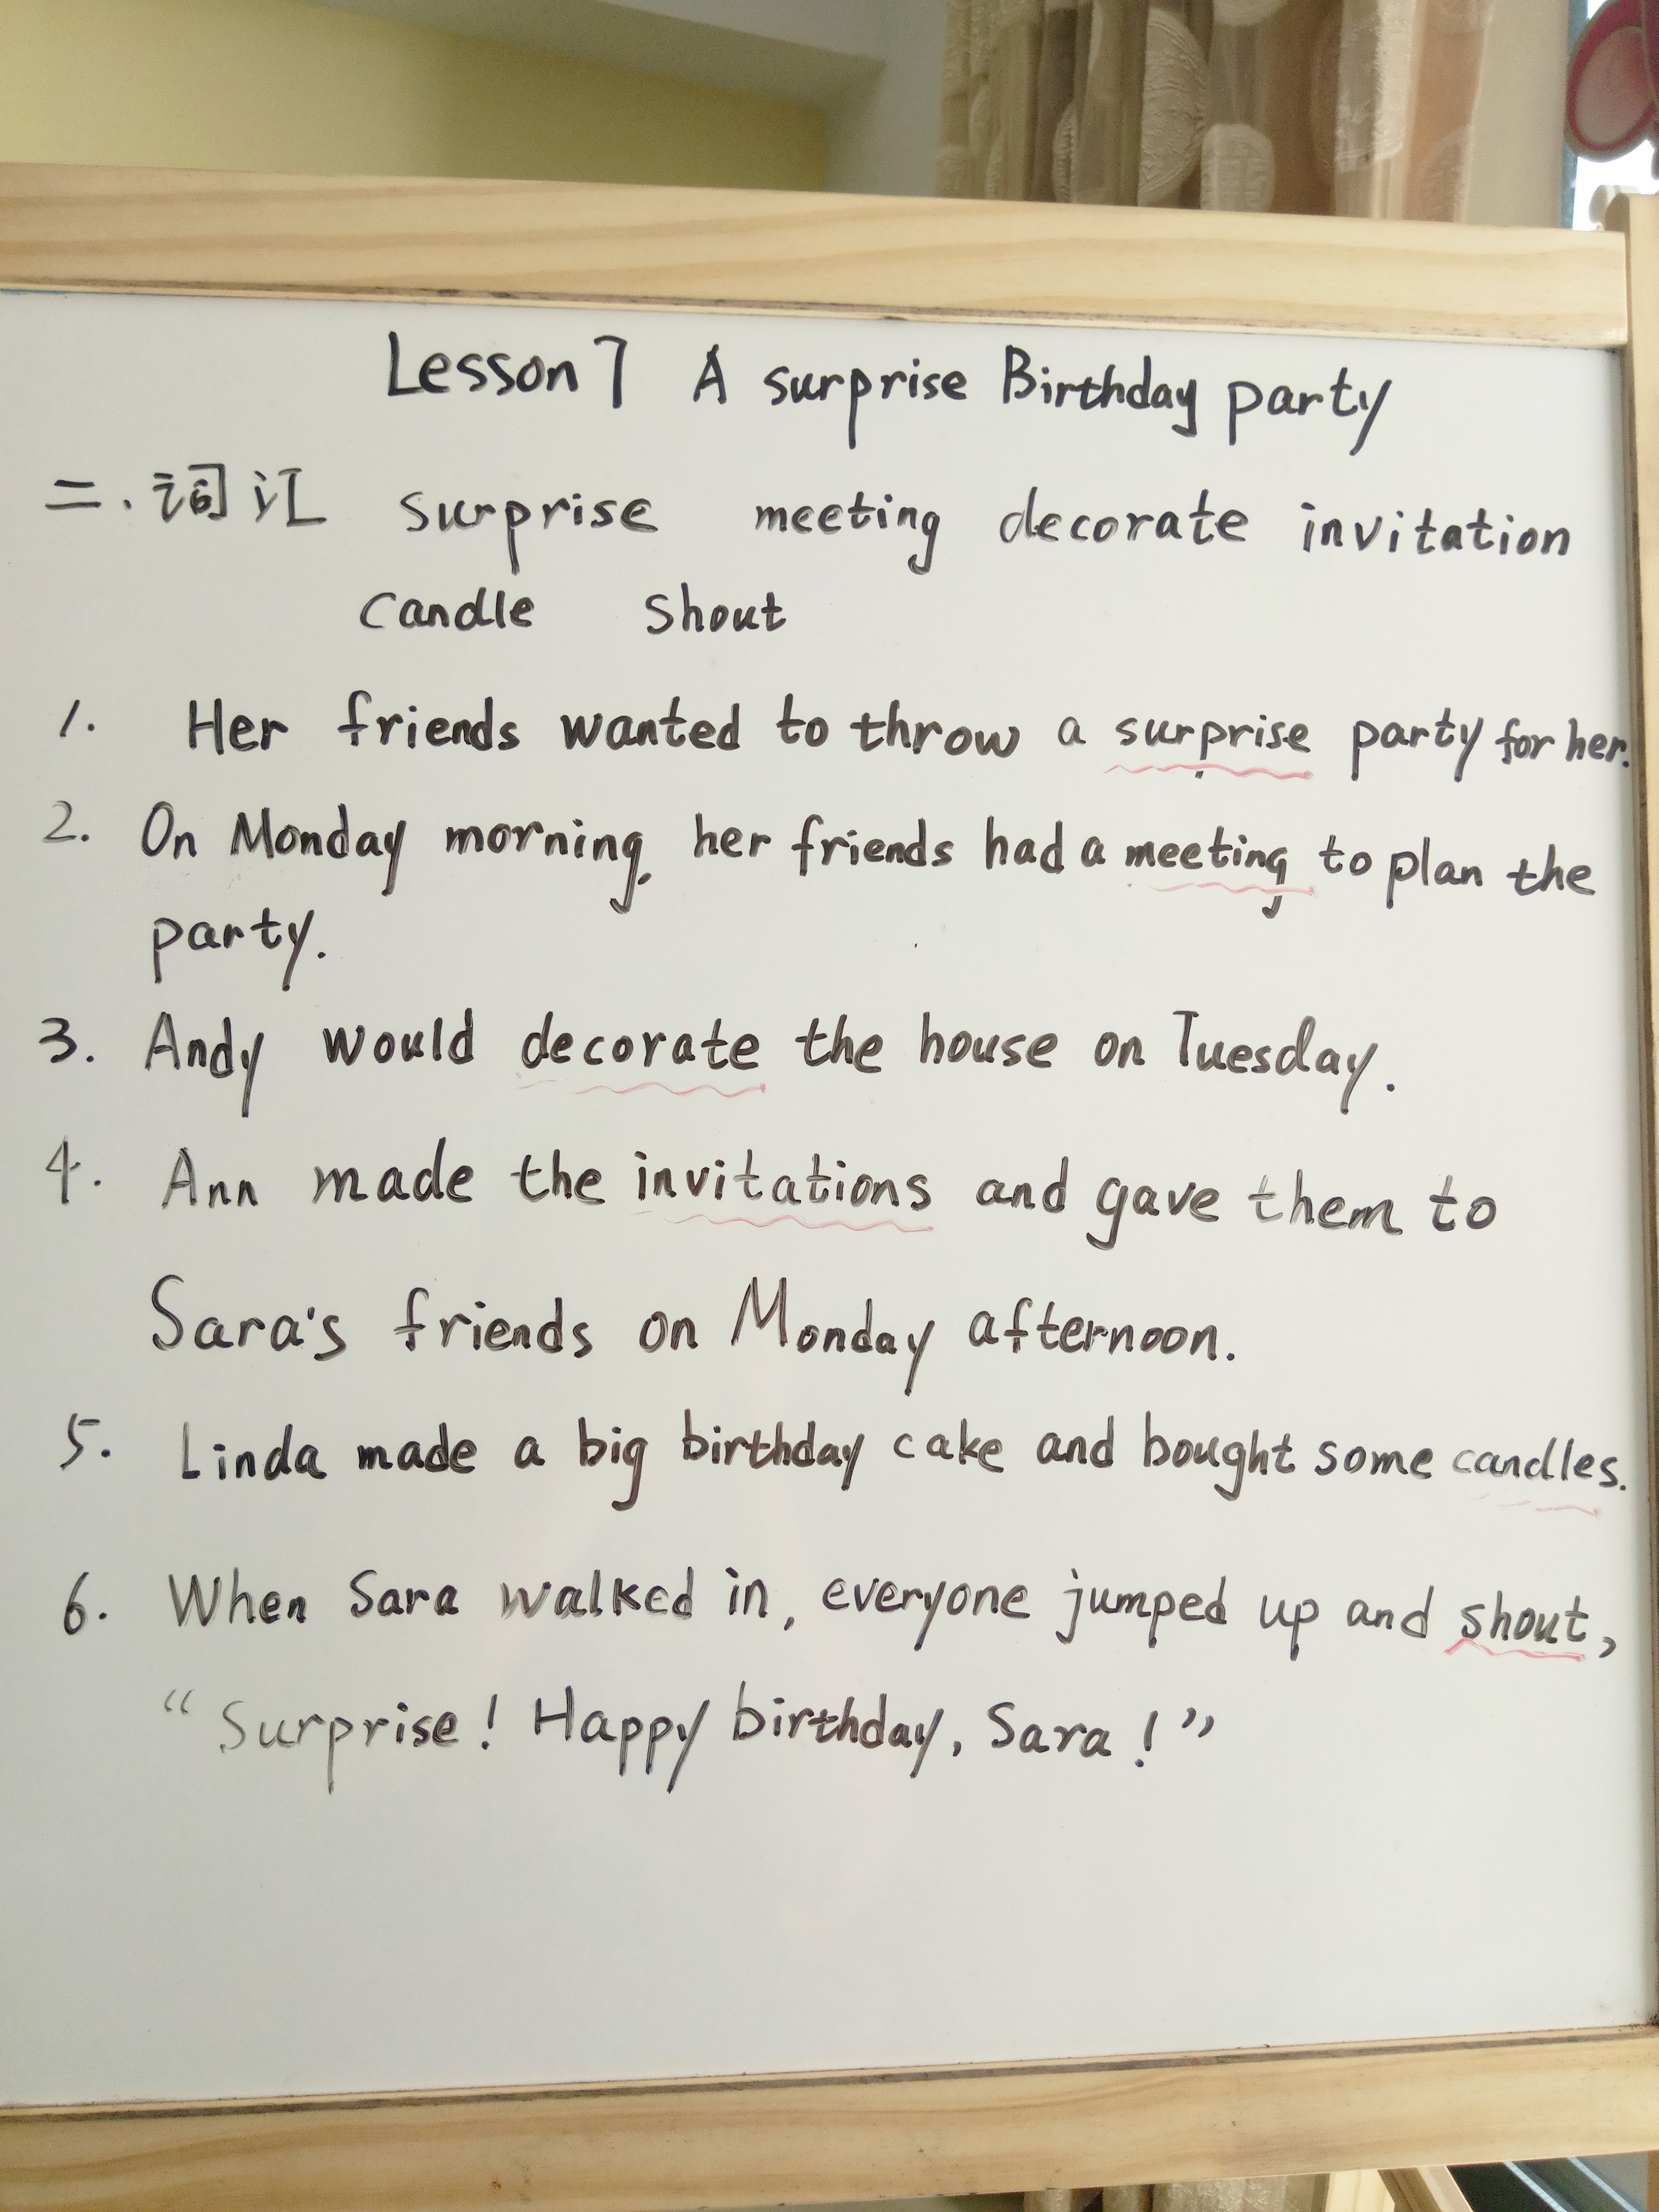 Lesson 7 A surprise Birthday party
二.词汇 surprise meeting decorate invitation
candle shout
1. Her friends wanted to throw a surprise party for her.
2. On Monday morning, her friends had a meeting to plan the
party.
3. Andy would decorate the house on Tuesday.
4. Ann made the invitations and gave them to
Sara's friends on Monday afternoon.
5. Linda made a big birthday cake and bought some candles.
6. When Sara walked in, everyone jumped up and shout,
“Surprise! Happy birthday, Sara!”